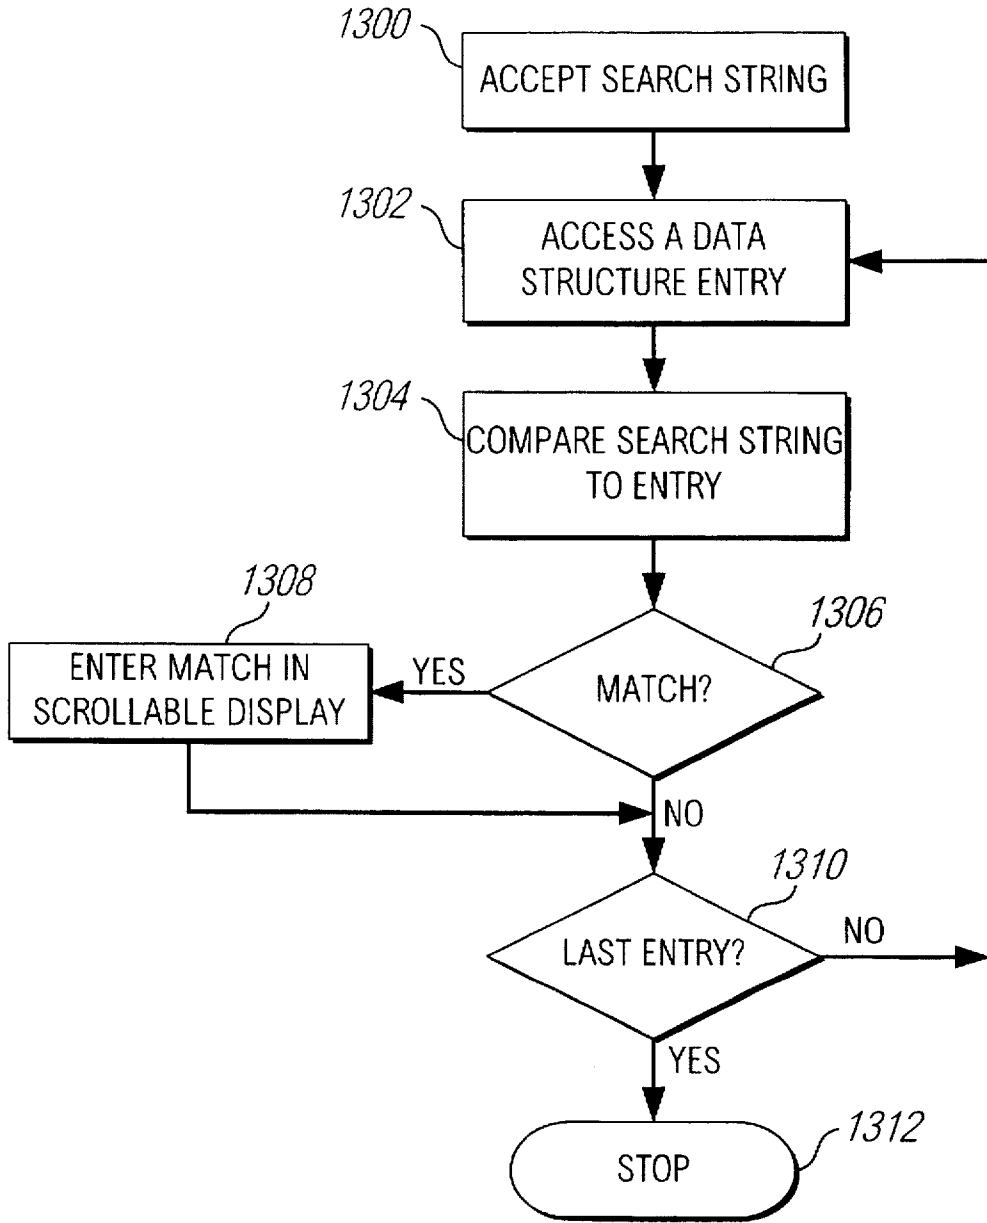 1300
ACCEPT SEARCH STRING
1302
ACCESS A DATA
STRUCTURE ENTRY
1304
COMPARE SEARCH STRING
TO ENTRY
1308
ENTER MATCH IN
SCROLLABLE DISPLAY
YES
1306
MATCH?
NO
1310
LAST ENTRY?
NO
YES
1312
STOP